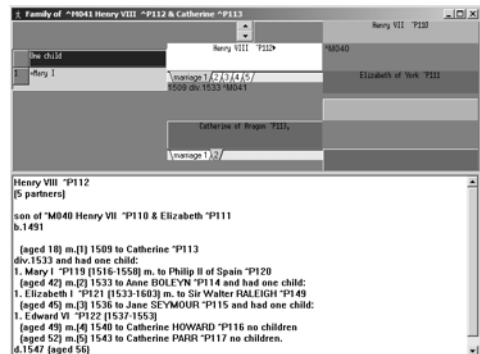 Family of ^M041 Henry VIII ^P112 & Catherine ^P113
Henry VII ^P110
Henry VIII ^P112>
^M040
One child
1 =Mary I
\marriage 1/2/3/4/5/
1509 div.1533 ^M041
Elizabeth of York ^P111
Catherine of Aragon ^P113,
\marriage 1/2/
Henry VIII ^P112
(5 partners)
son of ^M040 Henry VII ^P110 & Elizabeth ^P111
b.1491
(aged 18) m.(1) 1509 to Catherine ^P113
div.1533 and had one child:
1. Mary I ^P119 (1516-1558) m. to Philip II of Spain ^P120
(aged 42) m.(2) 1533 to Anne BOLEYN ^P114 and had one child:
1. Elizabeth I ^P121 (1533-1603) m. to Sir Walter RALEIGH ^P149
(aged 45) m.(3) 1536 to Jane SEYMOUR ^P115 and had one child:
1. Edward VI ^P122 (1537-1553)
(aged 49) m.(4) 1540 to Catherine HOWARD ^P116 no children
(aged 52) m.(5) 1543 to Catherine PARR ^P117 no children.
d.1547 (aged 56)